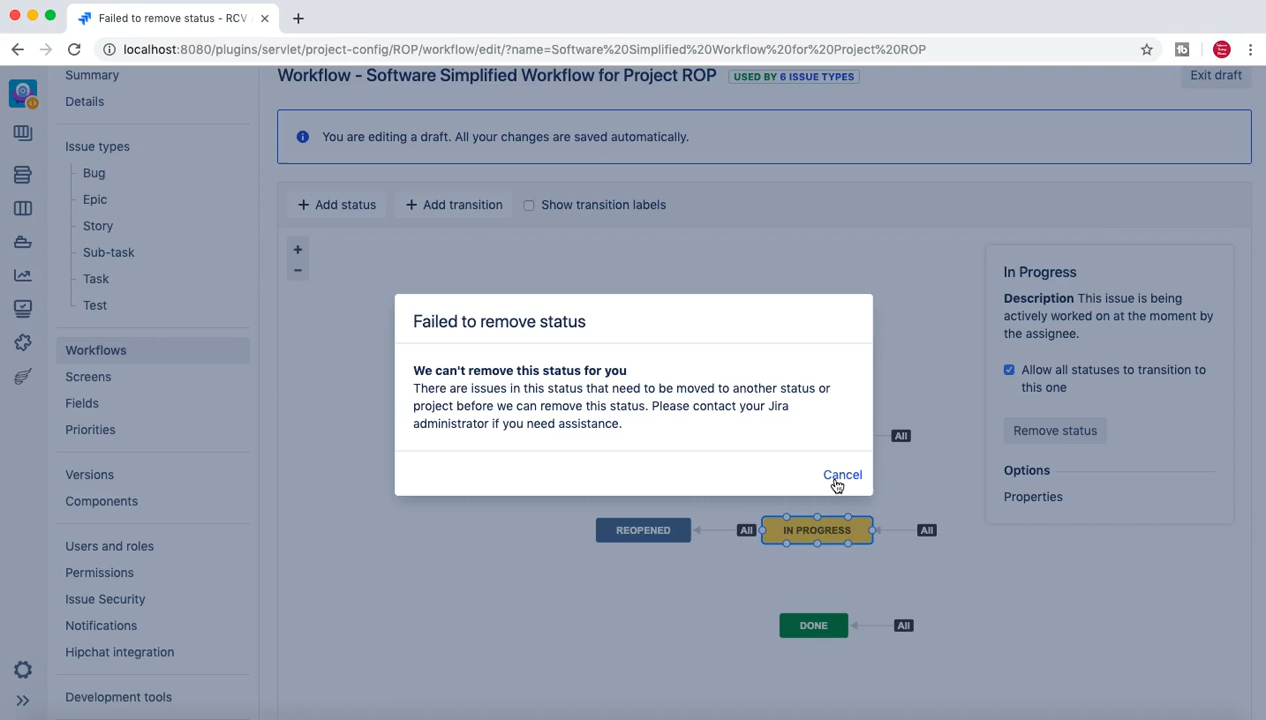 Failed to remove status - RCV
localhost:8080/plugins/servlet/project-config/ROP/workflow/edit/?name=Software%20Simplified%20Workflow%20for%20Project%20ROP
Summary
Details
Issue types
Bug
Epic
Story
Sub-task
Task
Test
Workflows
Screens
Fields
Priorities
Versions
Components
Users and roles
Permissions
Issue Security
Notifications
Hipchat integration
Development tools
Workflow - Software Simplified Workflow for Project ROP
USED BY 6 ISSUE TYPES
Exit draft
You are editing a draft. All your changes are saved automatically.
+ Add status
+ Add transition
Show transition labels
+
-
Failed to remove status
We can't remove this status for you
There are issues in this status that need to be moved to another status or
project before we can remove this status. Please contact your Jira
administrator if you need assistance.
Cancel
All
REOPENED
All
IN PROGRESS
All
DONE
All
In Progress
Description This issue is being
actively worked on at the moment by
the assignee.
Allow all statuses to transition to
this one
Remove status
Options
Properties